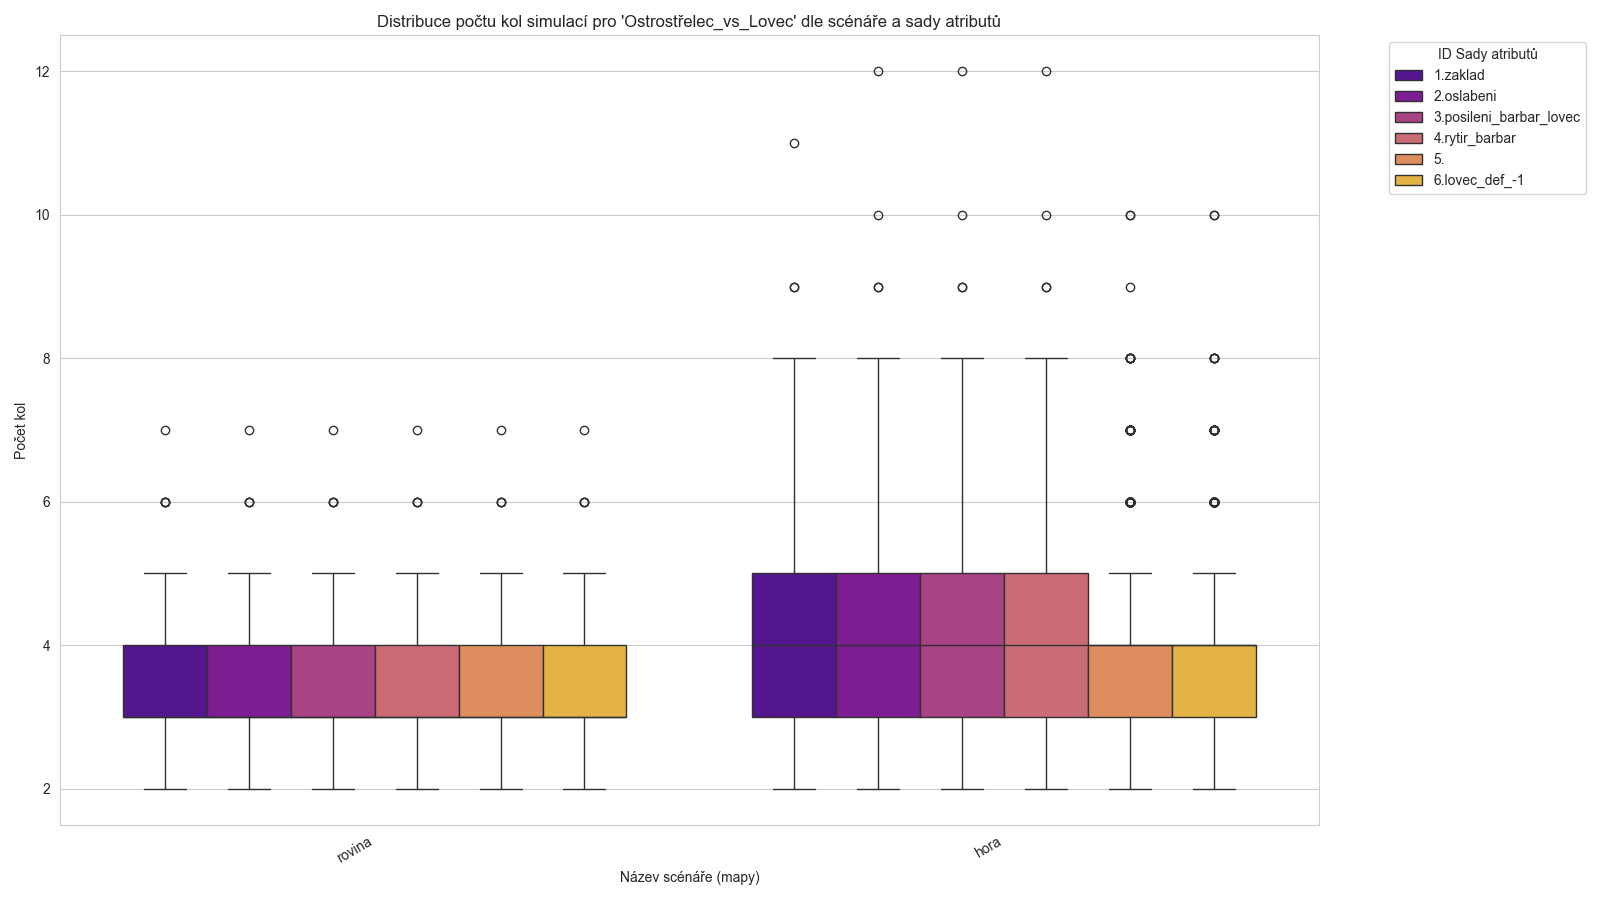 Distribuce počtu kol simulací pro 'Ostrostřelec_vs_Lovec' dle scénáře a sady atributů
ID Sady atributů
1.zaklad
2.oslabeni
3.posileni_barbar_lovec
4.rytir_barbar
5.
6.lovec_def_-1
12
10
8
6
4
2
Počet kol
rovina
hora
Název scénáře (mapy)